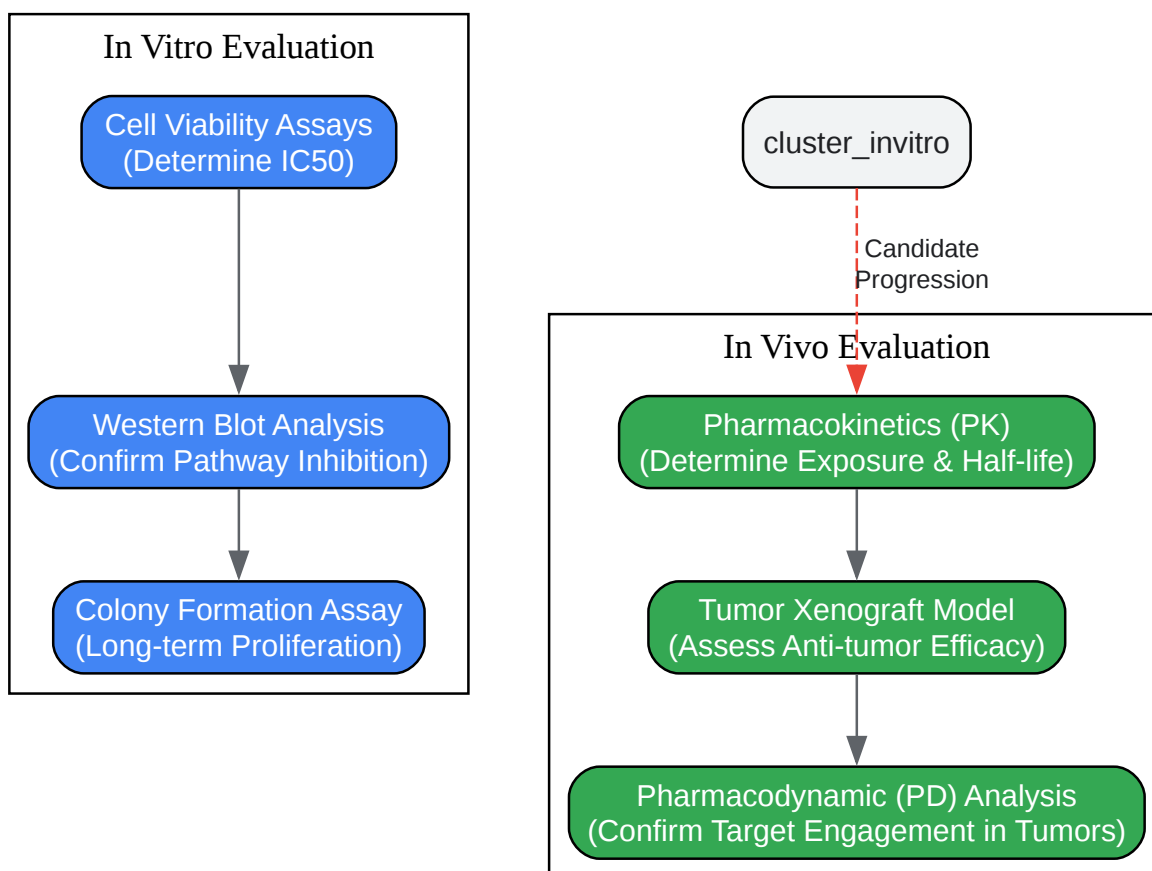 In Vitro Evaluation
Cell Viability Assays
(Determine IC50)
Western Blot Analysis
(Confirm Pathway Inhibition)
Colony Formation Assay
(Long-term Proliferation)
cluster_invitro
Candidate
Progression
In Vivo Evaluation
Pharmacokinetics (PK)
(Determine Exposure & Half-life)
Tumor Xenograft Model
(Assess Anti-tumor Efficacy)
Pharmacodynamic (PD) Analysis
(Confirm Target Engagement in Tumors)